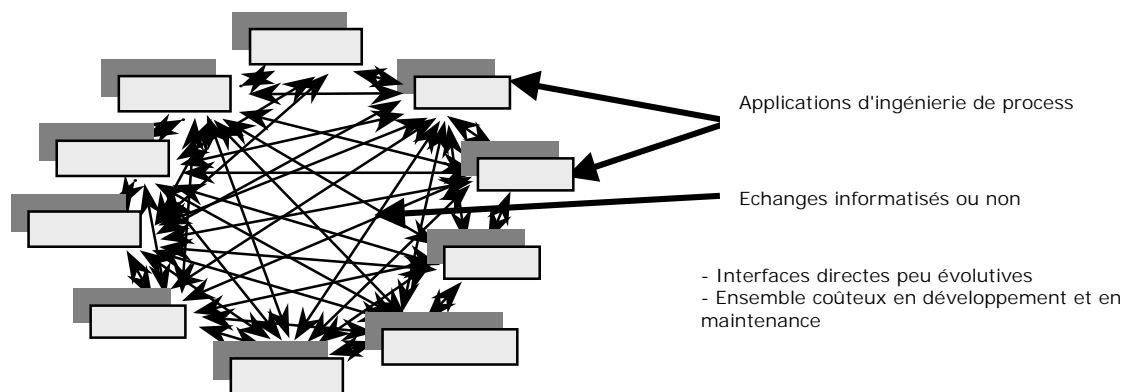 Applications d'ingénierie de process
Echanges informatisés ou non
- Interfaces directes peu évolutives
- Ensemble coûteux en développement et en
maintenance